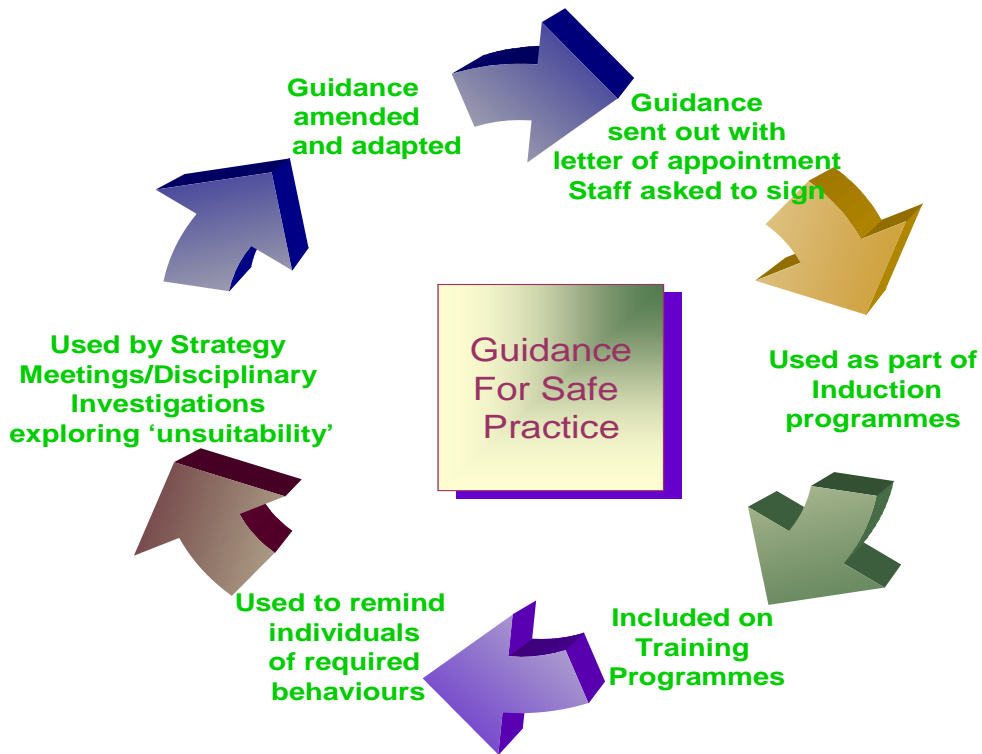 Guidance
amended
and adapted
Guidance
sent out with
letter of appointment
Staff asked to sign
Used as part of
Induction
programmes
Included on
Training
Programmes
Used to remind
individuals
of required
behaviours
Used by Strategy
Meetings/Disciplinary
Investigations
exploring ‘unsuitability’
Guidance
For Safe
Practice